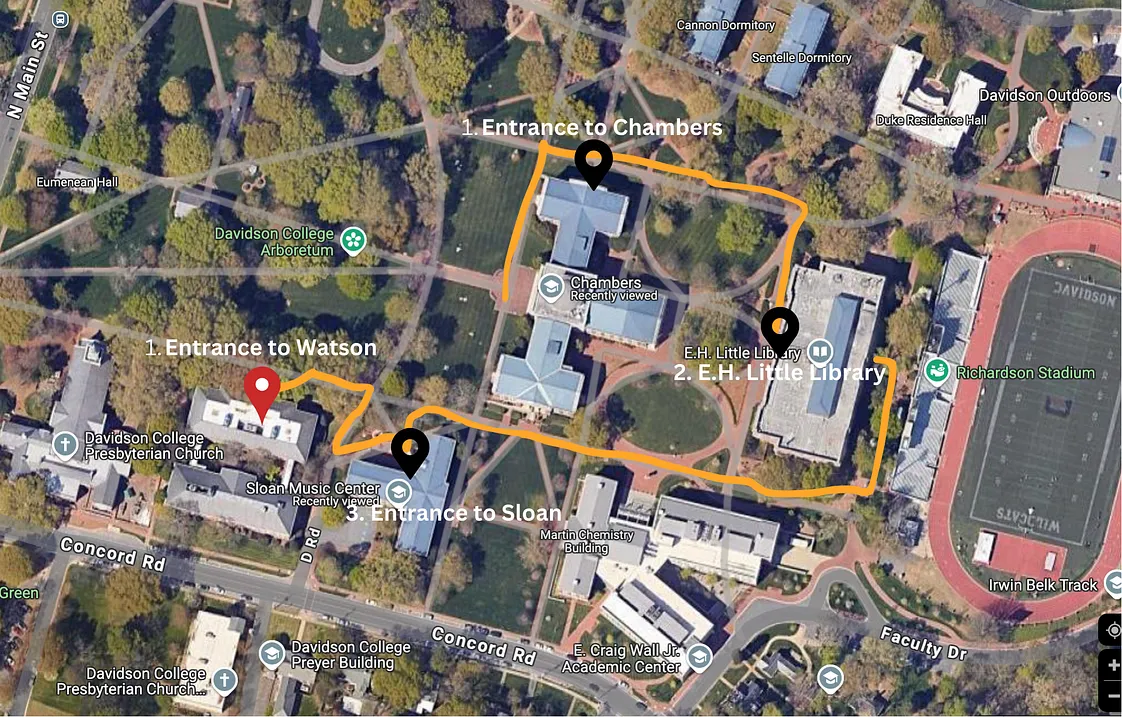 N Main St
Cannon Dormitory
Sentelle Dormitory
Davidson Outdoors
Duke Residence Hall
1. Entrance to Chambers
Eumenean Hall
Davidson College
Arboretum
Chambers
Recently viewed
NOSDIVAC
1. Entrance to Watson
E.H. Little Library
2. E.H. Little Library
Richardson Stadium
Davidson College
Presbyterian Church
Sloan Music Center
Recently viewed
3. Entrance to Sloan
WILDCATS
Martin Chemistry
Building
D Rd
Concord Rd
Irwin Belk Track
Green
Concord Rd
Faculty Dr
Davidson College
Preyer Building
E. Craig Wall Jr.
Academic Center
Davidson College
Presbyterian Church...